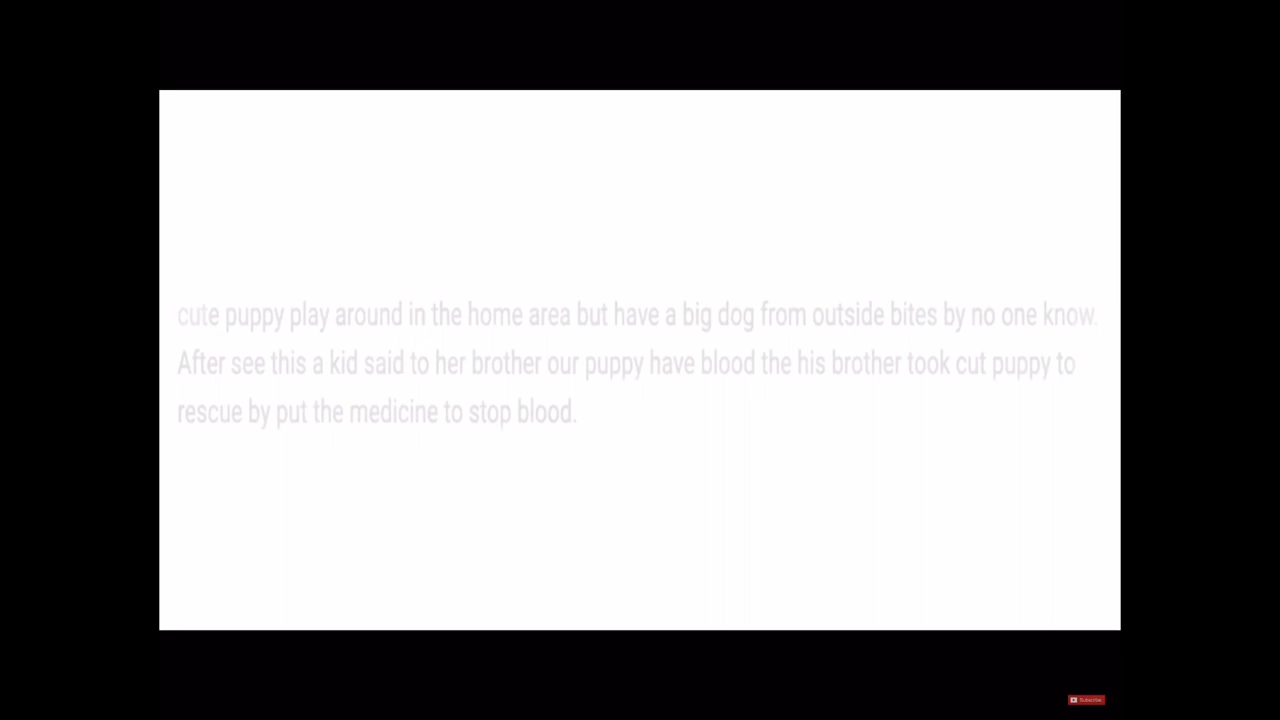 cute puppy play around in the home area but have a big dog from outside bites by no one know.
After see this a kid said to her brother our puppy have blood the his brother took cut puppy to
rescue by put the medicine to stop blood.
Subscribe